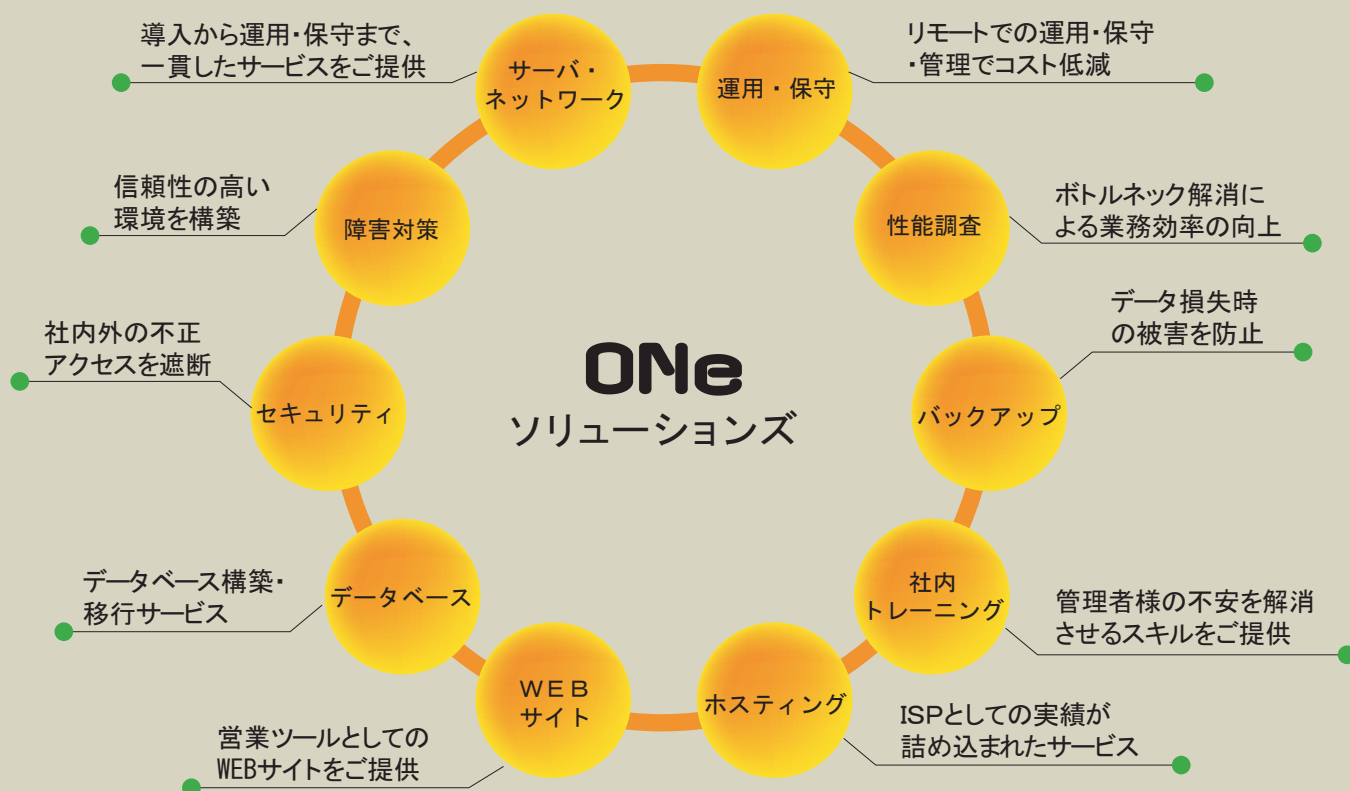 導入から運用・保守まで、
一貫したサービスをご提供
サーバ・
ネットワーク
運用・保守
リモートでの運用・保守
・管理でコスト低減
信頼性の高い
環境を構築
障害対策
性能調査
ボトルネック解消に
よる業務効率の向上
社内外の不正
アクセスを遮断
セキュリティ
ONe
ソリューションズ
バックアップ
データ損失時
の被害を防止
データベース構築・
移行サービス
データベース
社内
トレーニング
管理者様の不安を解消
させるスキルをご提供
営業ツールとしての
WEBサイトをご提供
WEB
サイト
ホスティング
ISPとしての実績が
詰め込まれたサービス